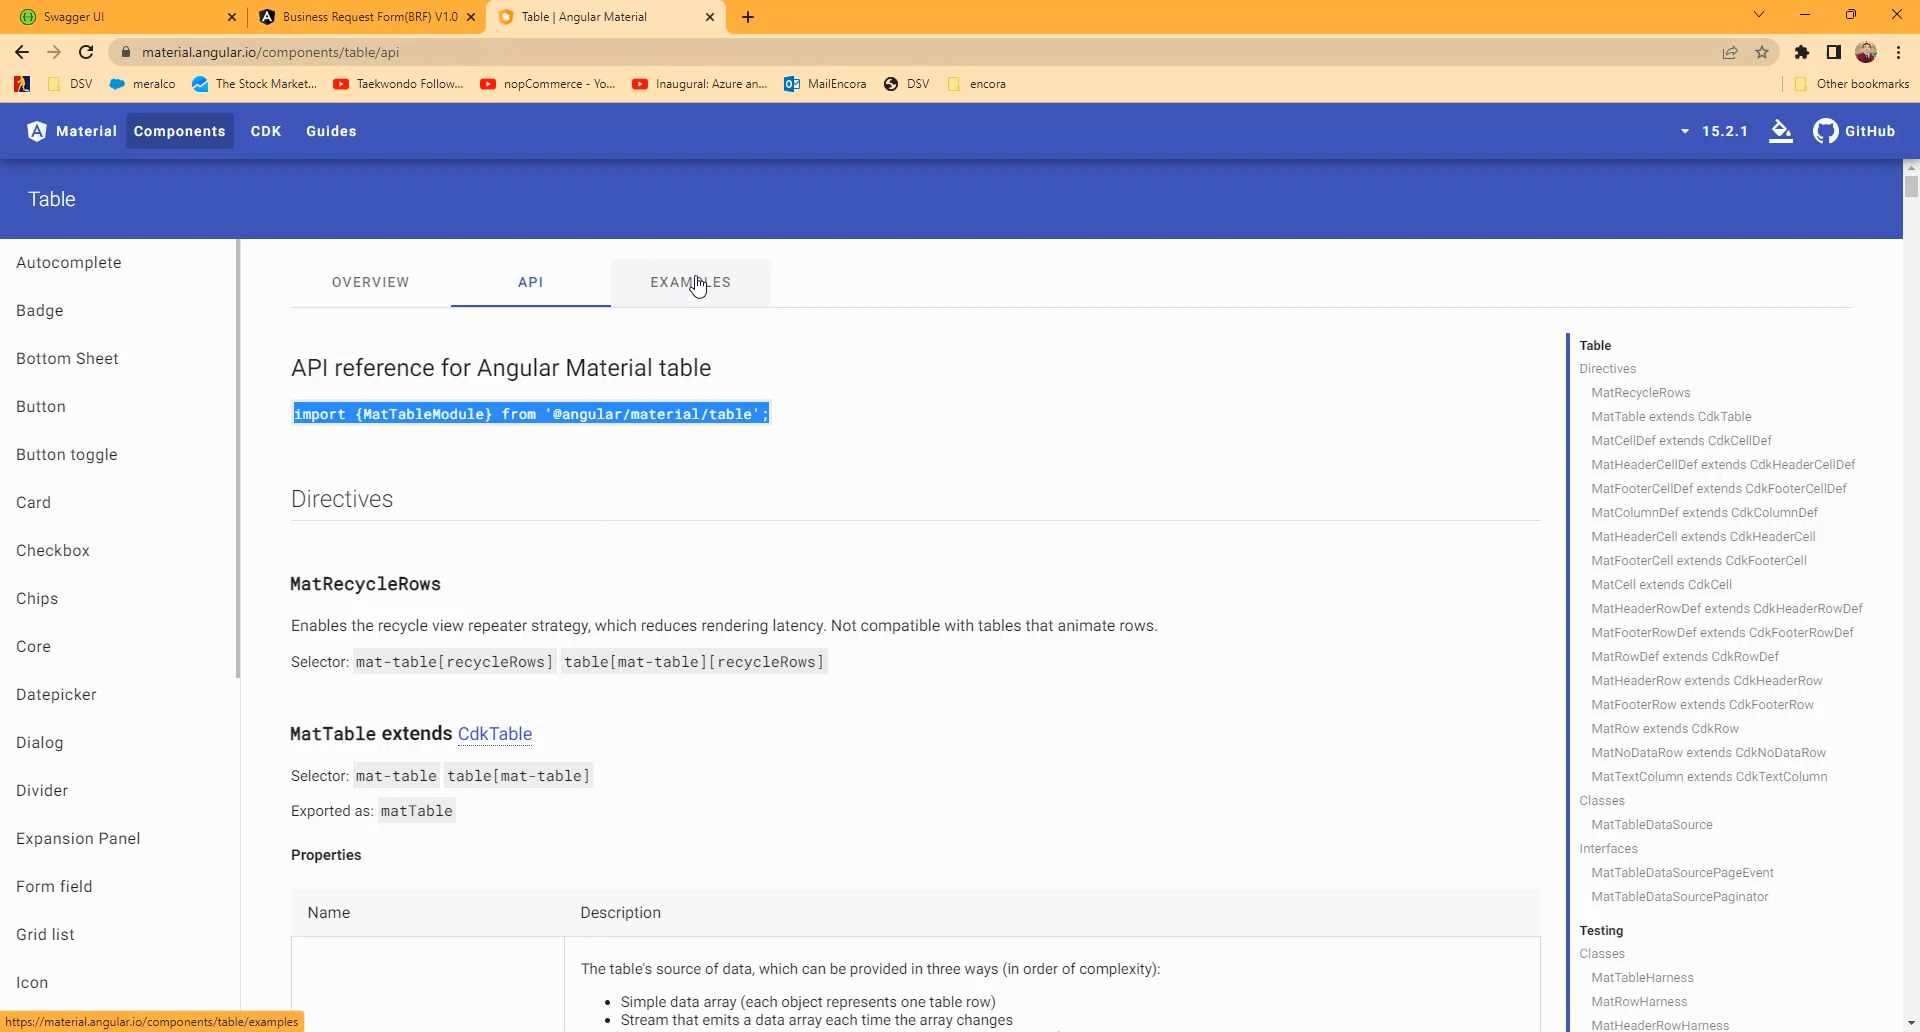 Swagger UI
Business Request Form(BRF) V1.0
Table | Angular Material
material.angular.io/components/table/api
DSV
meralco
The Stock Market...
Taekwondo Follow...
nopCommerce - Yo...
Inaugural: Azure an...
MailEncora
DSV
encora
Other bookmarks
Material
Components
CDK
Guides
15.2.1
GitHub
Table
Autocomplete
Badge
Bottom Sheet
Button
Button toggle
Card
Checkbox
Chips
Core
Datepicker
Dialog
Divider
Expansion Panel
Form field
Grid list
Icon
OVERVIEW
API
EXAMPLES
API reference for Angular Material table
import {MatTableModule} from '@angular/material/table';
Directives
MatRecycleRows
Enables the recycle view repeater strategy, which reduces rendering latency. Not compatible with tables that animate rows.
Selector: mat-table[recycleRows] table[mat-table][recycleRows]
MatTable extends CdkTable
Selector: mat-table table[mat-table]
Exported as: matTable
Properties
Name
Description
The table's source of data, which can be provided in three ways (in order of complexity):
• Simple data array (each object represents one table row)
• Stream that emits a data array each time the array changes
Table
Directives
MatRecycleRows
MatTable extends CdkTable
MatCellDef extends CdkCellDef
MatHeaderCellDef extends CdkHeaderCellDef
MatFooterCellDef extends CdkFooterCellDef
MatColumnDef extends CdkColumnDef
MatHeaderCell extends CdkHeaderCell
MatFooterCell extends CdkFooterCell
MatCell extends CdkCell
MatHeaderRowDef extends CdkHeaderRowDef
MatFooterRowDef extends CdkFooterRowDef
MatRowDef extends CdkRowDef
MatHeaderRow extends CdkHeaderRow
MatFooterRow extends CdkFooterRow
MatRow extends CdkRow
MatNoDataRow extends CdkNoDataRow
MatTextColumn extends CdkTextColumn
Classes
MatTableDataSource
Interfaces
MatTableDataSourcePageEvent
MatTableDataSourcePaginator
Testing
Classes
MatTableHarness
MatRowHarness
MatHeaderRowHarness
https://material.angular.io/components/table/examples